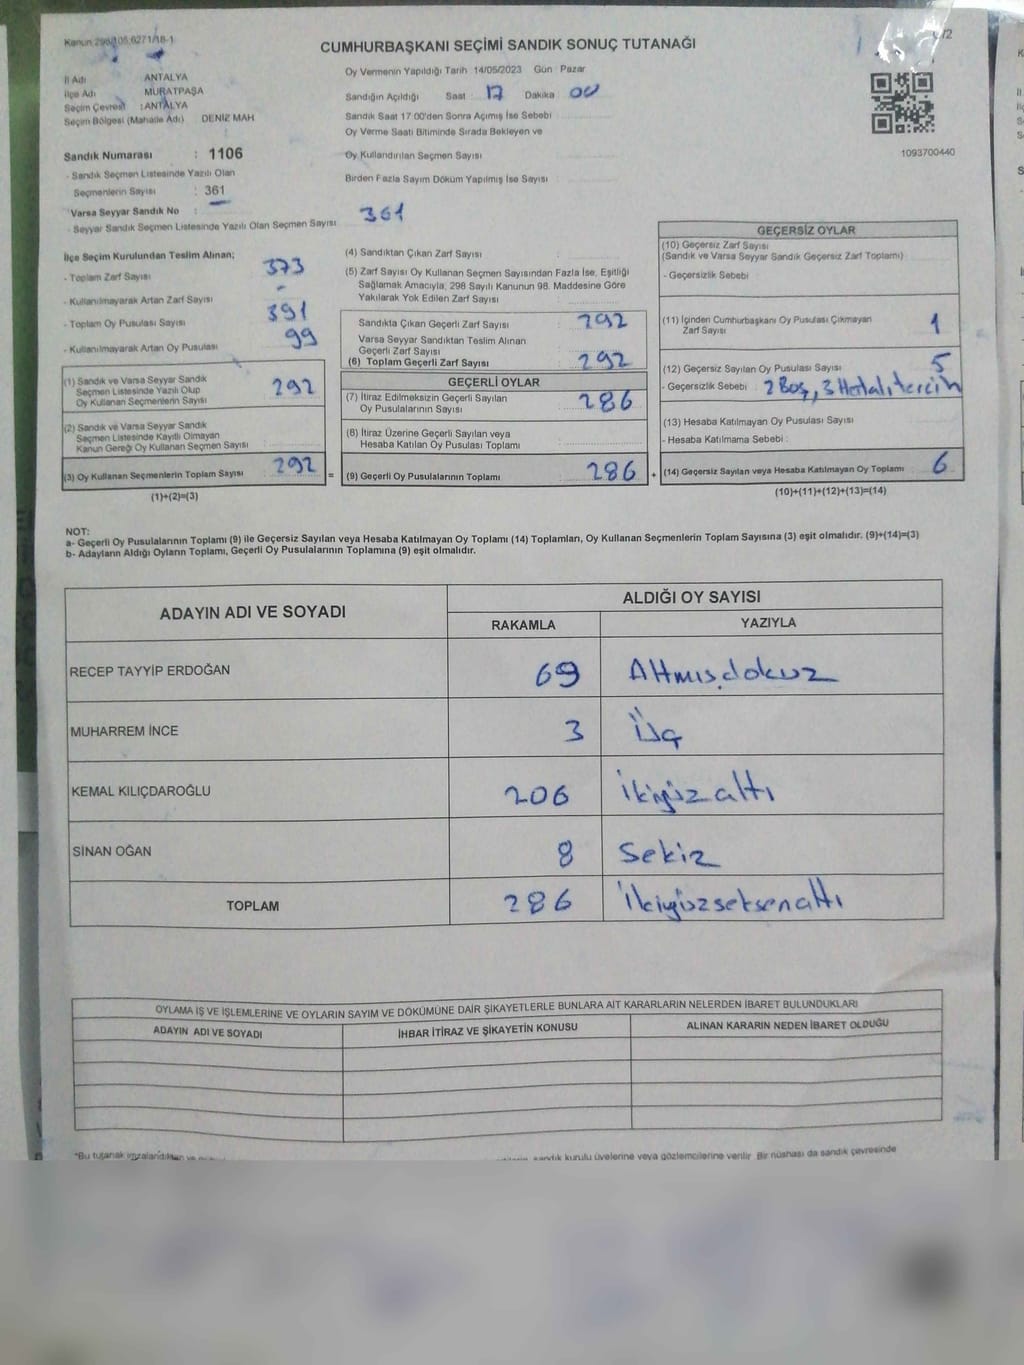 Kanun 298/105,6271/18-1
CUMHURBAŞKANI SEÇİMİ SANDIK SONUÇ TUTANAĞI
İl Adı ANTALYA
İlçe Adı MURATPAŞA
Seçim Çevresi : ANTALYA
Seçim Bölgesi (Mahalle Adı) DENİZ MAH
Sandık Numarası : 1106
- Sandık Seçmen Listesinde Yazılı Olan
Seçmenlerin Sayısı : 361
Varsa Seyyar Sandık No :
- Seyyar Sandık Seçmen Listesinde Yazılı Olan Seçmen Sayısı 361
Oy Vermenin Yapıldığı Tarih 14/05/2023 Gün Pazar
Sandığın Açıldığı Saat : 17 Dakika 00
Sandık Saat 17 00'den Sonra Açılmış İse Sebebi
Oy Verme Saati Bitiminde Sırada Bekleyen ve
Oy Kullandırılan Seçmen Sayısı
Birden Fazla Sayım Döküm Yapılmış İse Sayısı
1093700440
İlçe Seçim Kurulundan Teslim Alınan;
- Toplam Zarf Sayısı 373
- Kullanılmayarak Artan Zarf Sayısı -
- Toplam Oy Pusulası Sayısı 391
- Kullanılmayarak Artan Oy Pusulası 99
(1) Sandık ve Varsa Seyyar Sandık
Seçmen Listesinde Yazılı Olup
Oy Kullanan Seçmenlerin Sayısı 292
(2) Sandık ve Varsa Seyyar Sandık
Seçmen Listesinde Kayıtlı Olmayan
Kanun Gereği Oy Kullanan Seçmen Sayısı
(3) Oy Kullanan Seçmenlerin Toplam Sayısı 292
(1)+(2)=(3)
(4) Sandıktan Çıkan Zarf Sayısı
(5) Zarf Sayısı Oy Kullanan Seçmen Sayısından Fazla İse, Eşitliği
Sağlamak Amacıyla, 298 Sayılı Kanunun 98. Maddesine Göre
Yakılarak Yok Edilen Zarf Sayısı
Sandıkta Çıkan Geçerli Zarf Sayısı 292
Varsa Seyyar Sandıktan Teslim Alınan
Geçerli Zarf Sayısı
(6) Toplam Geçerli Zarf Sayısı 292
GEÇERLİ OYLAR
(7) İtiraz Edilmeksizin Geçerli Sayılan
Oy Pusulalarının Sayısı 286
(8) İtiraz Üzerine Geçerli Sayılan veya
Hesaba Katılan Oy Pusulası Toplamı
= (9) Geçerli Oy Pusulalarının Toplamı 286
GEÇERSİZ OYLAR
(10) Geçersiz Zarf Sayısı
(Sandık ve Varsa Seyyar Sandık Geçersiz Zarf Toplamı)
- Geçersizlik Sebebi
(11) İçinden Cumhurbaşkanı Oy Pusulası Çıkmayan
Zarf Sayısı 1
(12) Geçersiz Sayılan Oy Pusulası Sayısı 5
- Geçersizlik Sebebi : 2 Boş, 3 Hatalı tercih
(13) Hesaba Katılmayan Oy Pusulası Sayısı
- Hesaba Katılmama Sebebi :
+ (14) Geçersiz Sayılan veya Hesaba Katılmayan Oy Toplamı 6
(10)+(11)+(12)+(13)=(14)
NOT:
a- Geçerli Oy Pusulalarının Toplamı (9) ile Geçersiz Sayılan veya Hesaba Katılmayan Oy Toplamı (14) Toplamları, Oy Kullanan Seçmenlerin Toplam Sayısına (3) eşit olmalıdır. (9)+(14)=(3)
b- Adayların Aldığı Oyların Toplamı, Geçerli Oy Pusulalarının Toplamına (9) eşit olmalıdır.
ADAYIN ADI VE SOYADI ALDIĞI OY SAYISI
RAKAMLA YAZIYLA
RECEP TAYYİP ERDOĞAN 69 Altmışdokuz
MUHARREM İNCE 3 Üç
KEMAL KILIÇDAROĞLU 206 İkiyüzaltı
SİNAN OĞAN 8 Sekiz
TOPLAM 286 İkiyüzseksenaltı
OYLAMA İŞ VE İŞLEMLERİNE VE OYLARIN SAYIM VE DÖKÜMÜNE DAİR ŞİKAYETLERLE BUNLARA AİT KARARLARIN NELERDEN İBARET BULUNDUKLARI
ADAYIN ADI VE SOYADI İHBAR İTİRAZ VE ŞİKAYETİN KONUSU ALINAN KARARIN NEDEN İBARET OLDUĞU
*Bu tutanak sandık kurulu üyelerine veya gözlemcilerine verilir Bir nüshası da sandık çevresinde